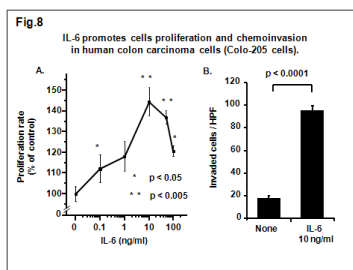 Fig.8
IL-6 promotes cells proliferation and chemoinvasion
in human colon carcinoma cells (Colo-205 cells).
A.
Proliferation rate
(% of control)
150
140
130
120
110
100
0
* *
* *
*
*
* p < 0.05
* * p < 0.005
0 0.1 1 10 100
IL-6 (ng/ml)
B.
p < 0.0001
Invaded cells / HPF
120
100
80
60
40
20
0
None IL-6
10 ng/ml